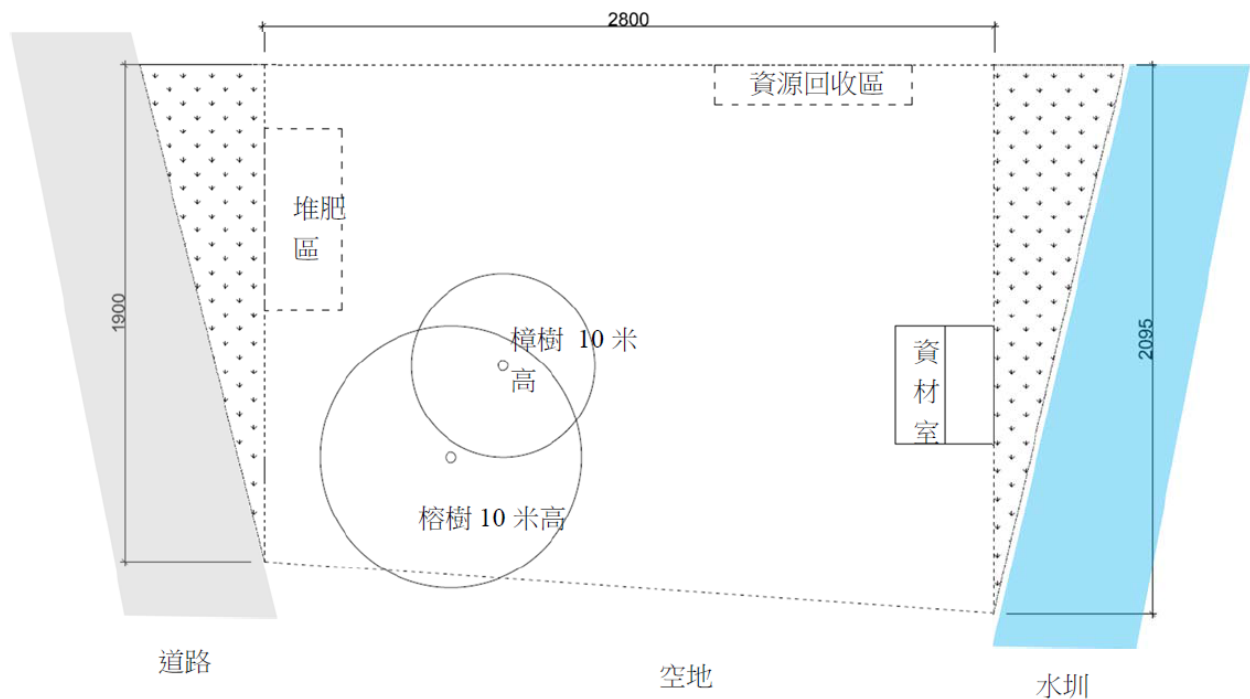 2800
資源回收區
堆肥
區
1900
樟樹 10 米
高
資
材
室
2095
榕樹 10 米高
道路
空地
水圳